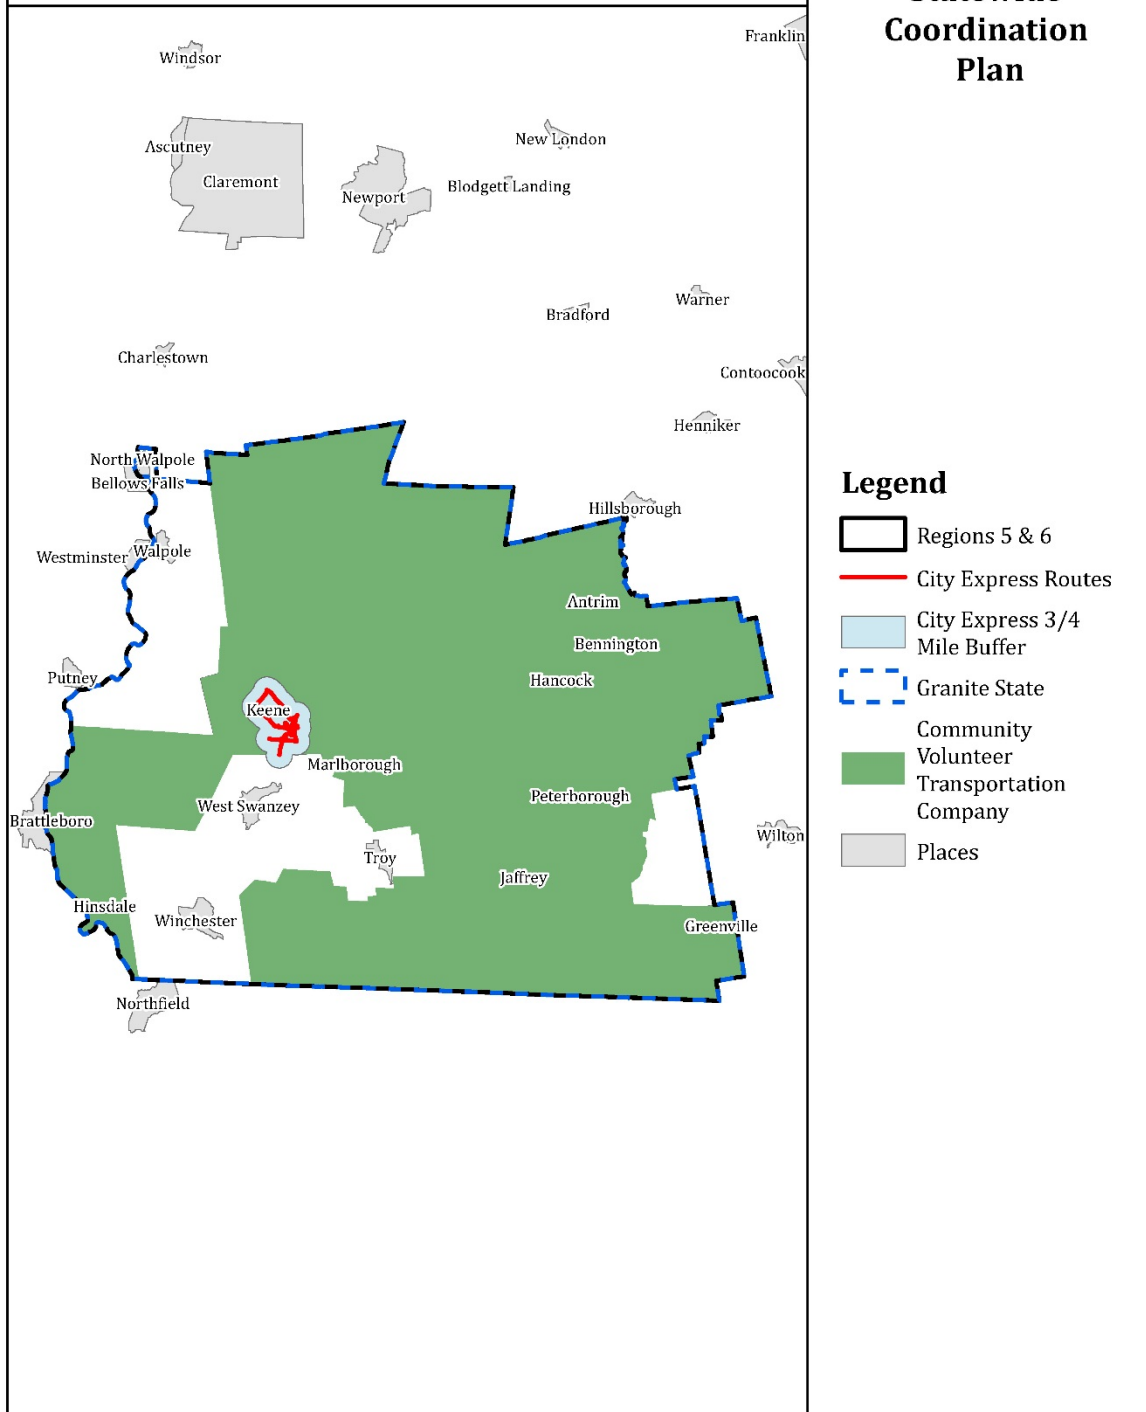 Statewide
Coordination
Plan
Franklin
Windsor
New London
Ascutney
Claremont
Blodgett Landing
Newport
Warner
Bradford
Charlestown
Contoocook
Henniker
North Walpole
Bellows Falls
Hillsborough
Westminster
Walpole
Antrim
Bennington
Putney
Hancock
Keene
Marlborough
Peterborough
West Swanzey
Brattleboro
Wilton
Troy
Jaffrey
Hinsdale
Winchester
Greenville
Northfield
Legend
Regions 5 & 6
City Express Routes
City Express 3/4
Mile Buffer
Granite State
Community
Volunteer
Transportation
Company
Places